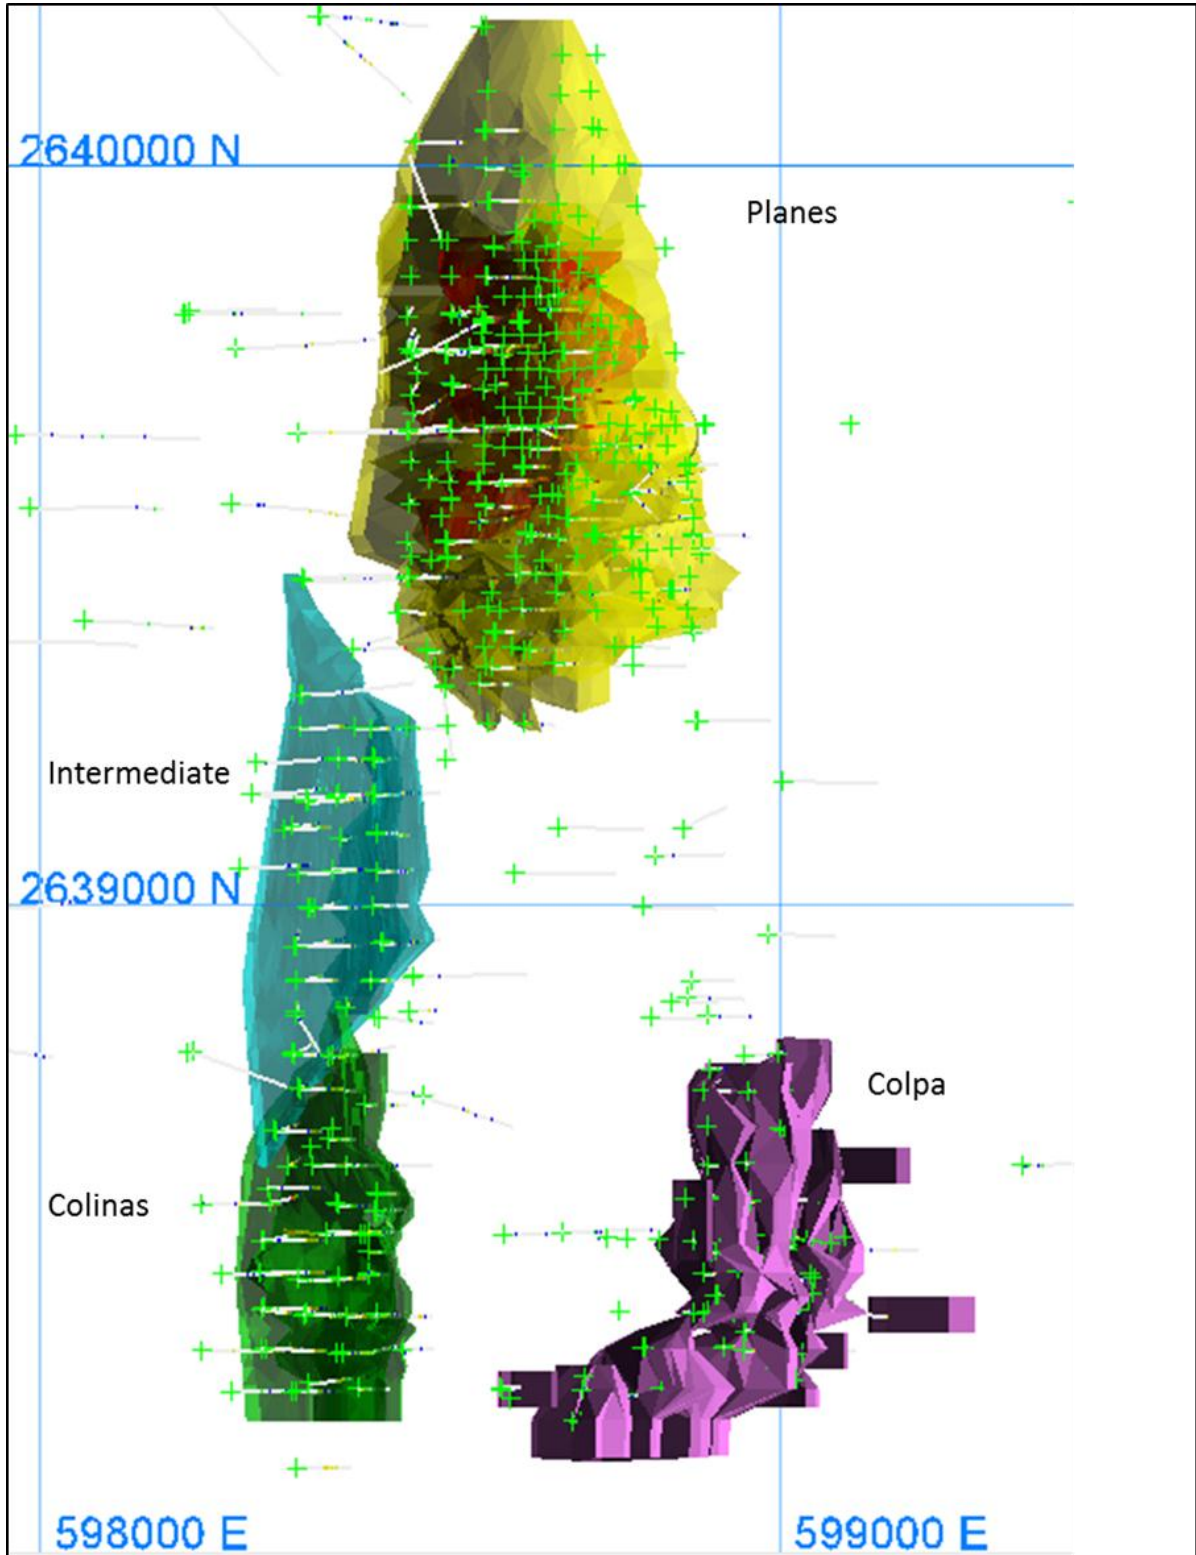 2640000 N
Planes
Intermediate
2639000 N
Colpa
Colinas
598000 E
599000 E